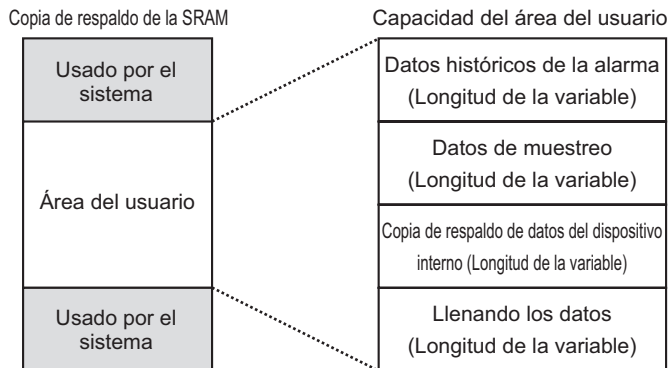 Copia de respaldo de la SRAM
Usado por el
sistema
Área del usuario
Usado por el
sistema
Capacidad del área del usuario
Datos históricos de la alarma
(Longitud de la variable)
Datos de muestreo
(Longitud de la variable)
Copia de respaldo de datos del dispositivo
interno (Longitud de la variable)
Llenando los datos
(Longitud de la variable)